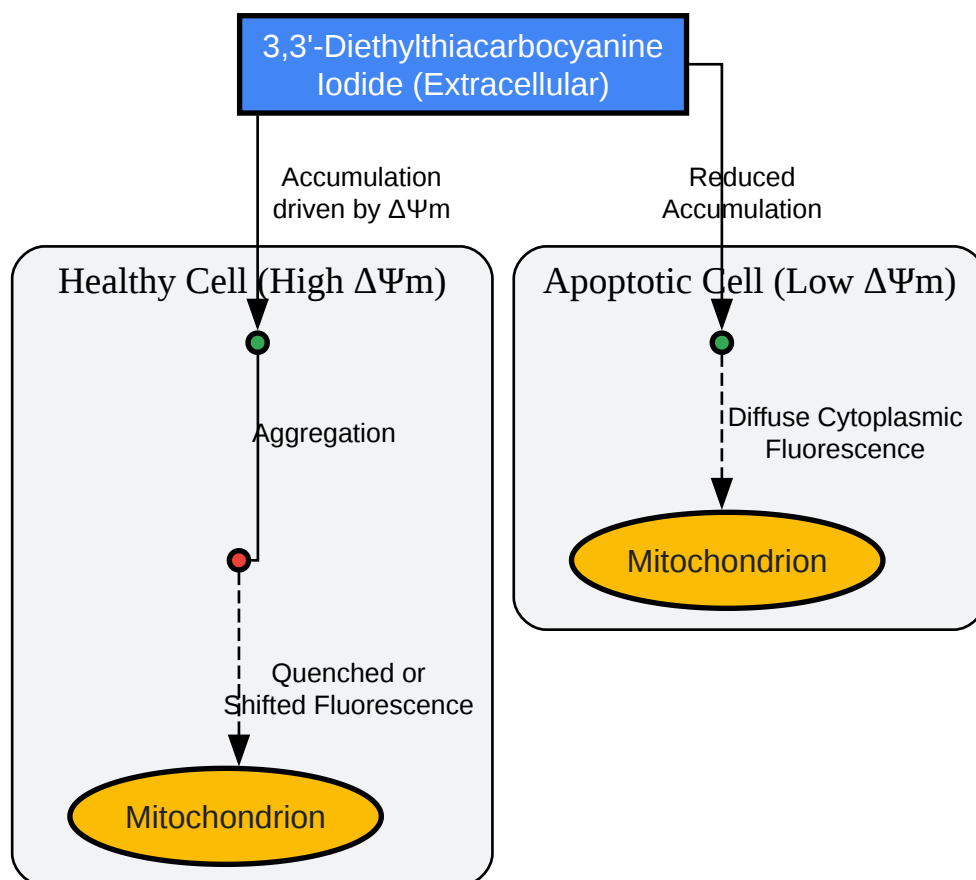 3,3'-Diethylthiacarbocyanine
Iodide (Extracellular)
Accumulation
driven by ΔΨm
Reduced
Accumulation
Healthy Cell (High ΔΨm)
Apoptotic Cell (Low ΔΨm)
Aggregation
Diffuse Cytoplasmic
Fluorescence
Mitochondrion
Quenched or
Shifted Fluorescence
Mitochondrion